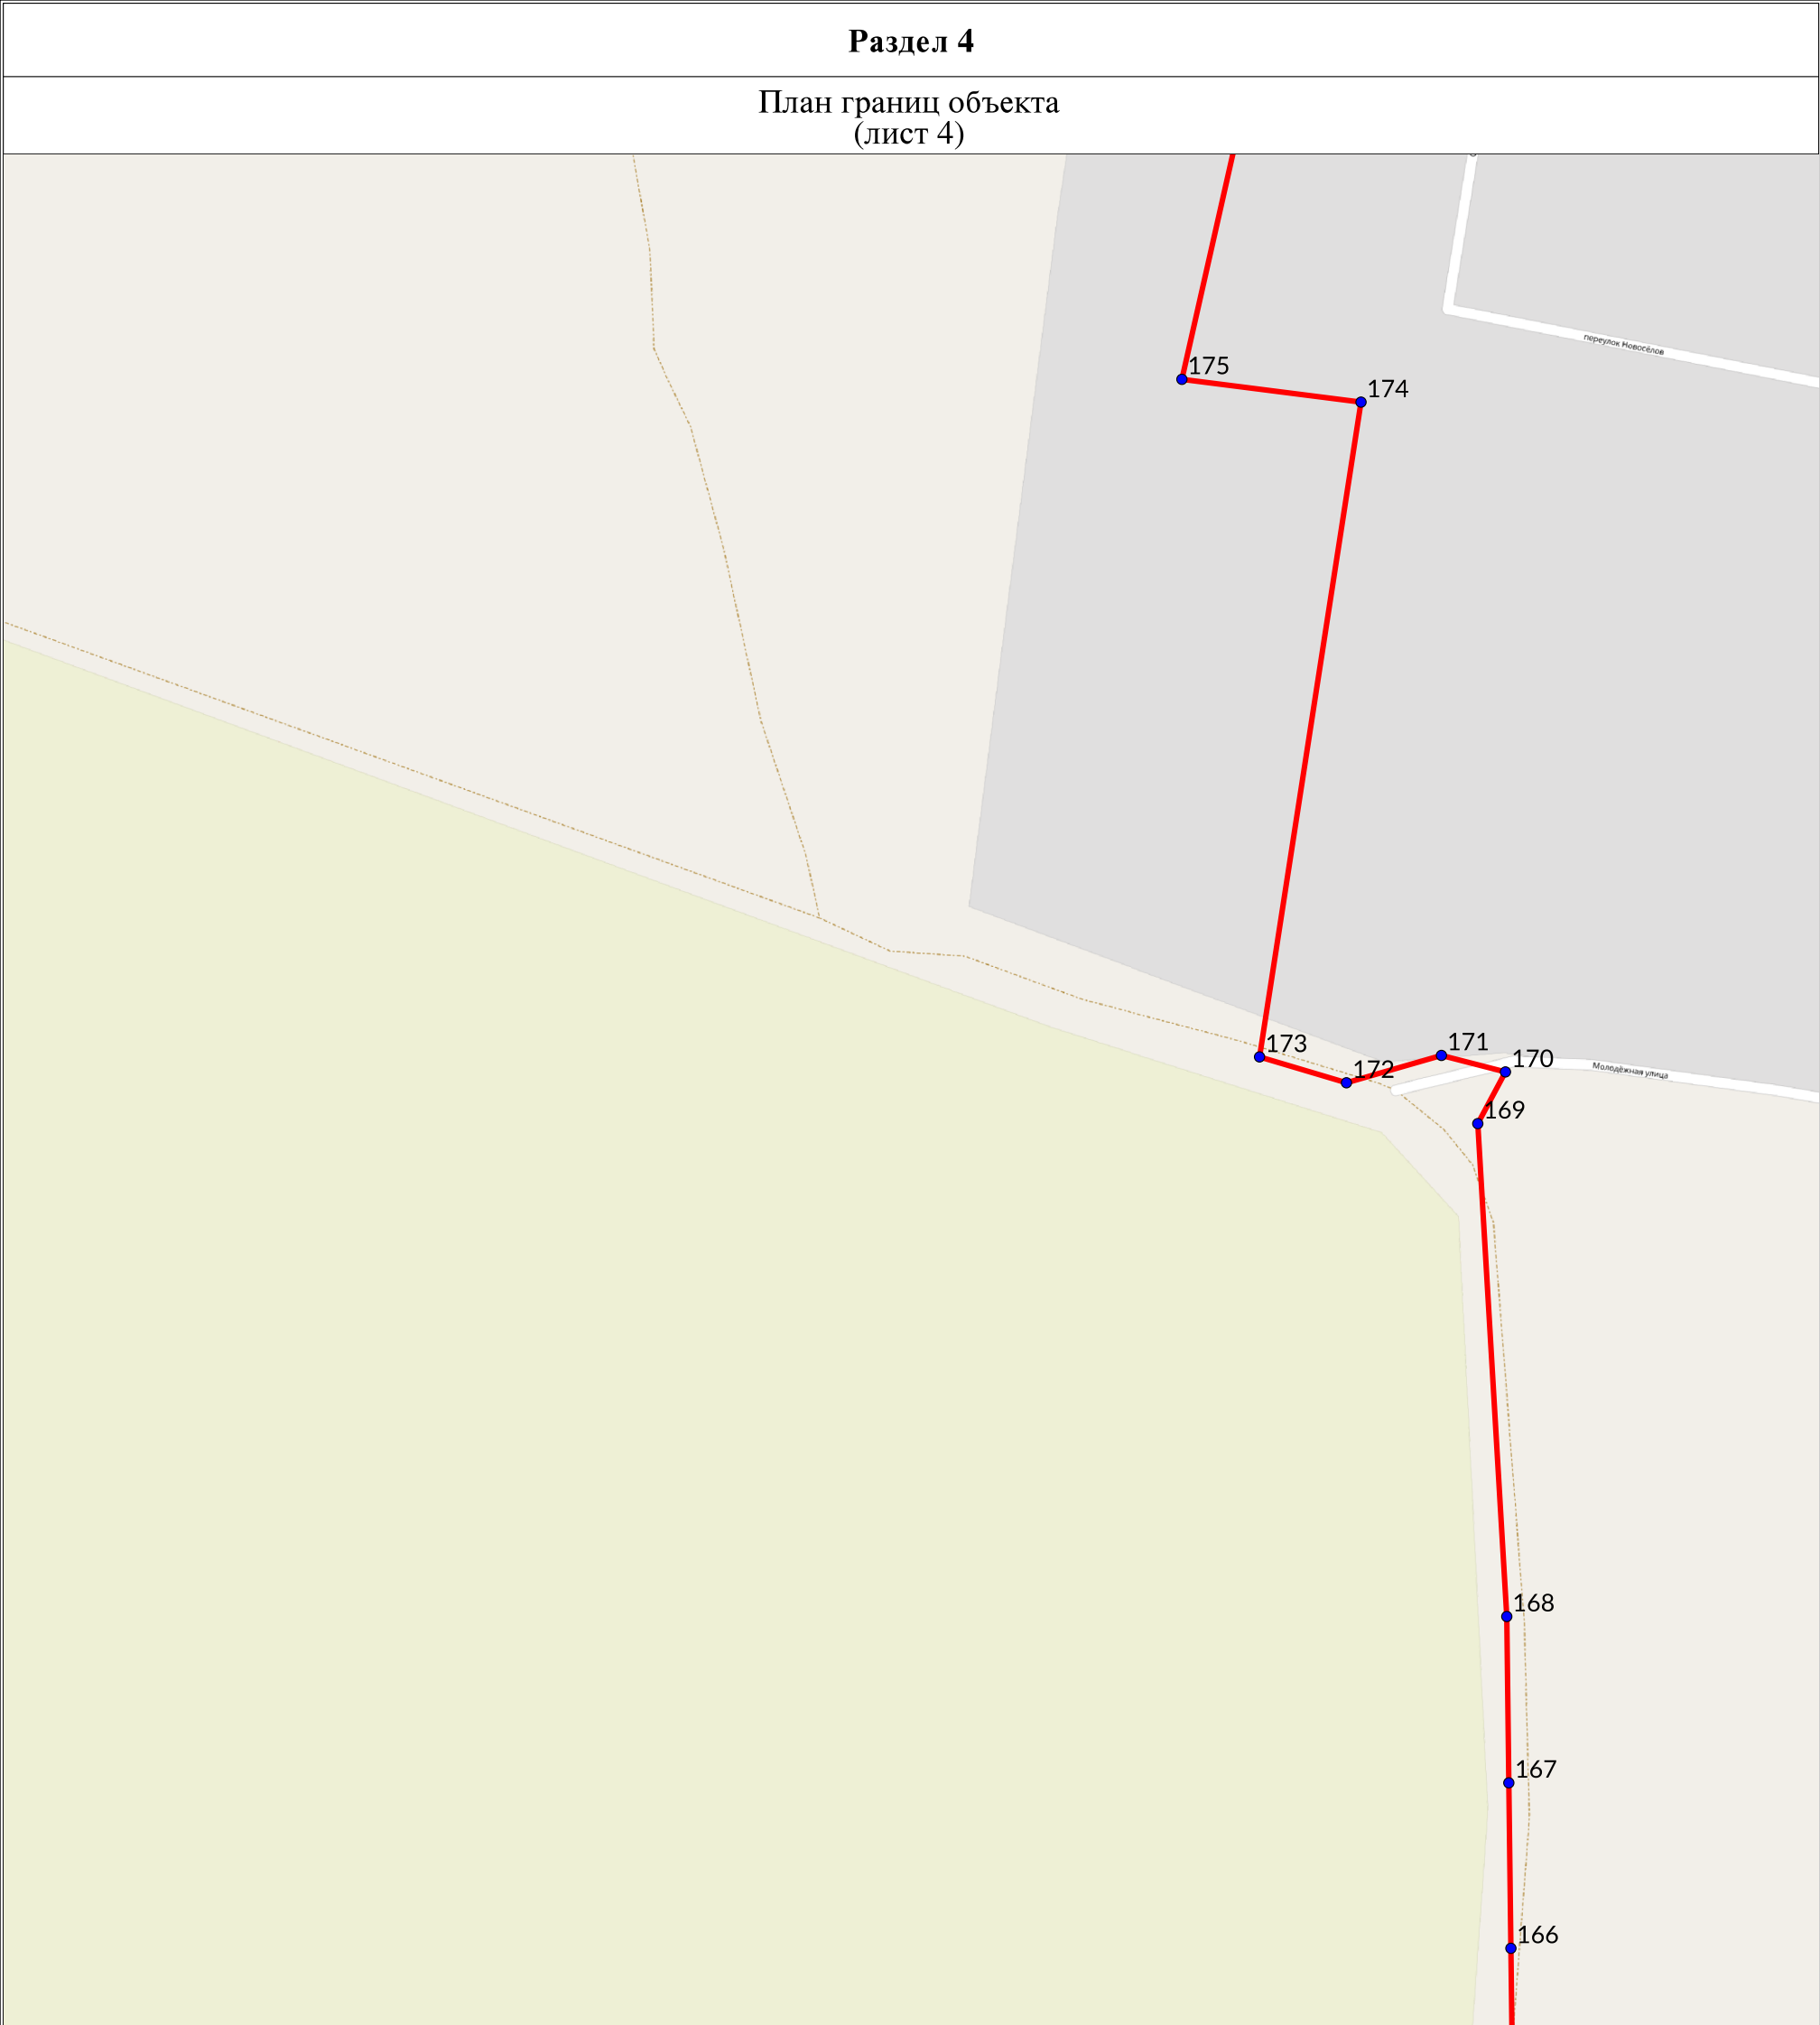 Раздел 4
План границ объекта
(лист 4)
переулок Новосёлов
175
174
173
171
170
172
Молодёжная улица
169
168
167
166